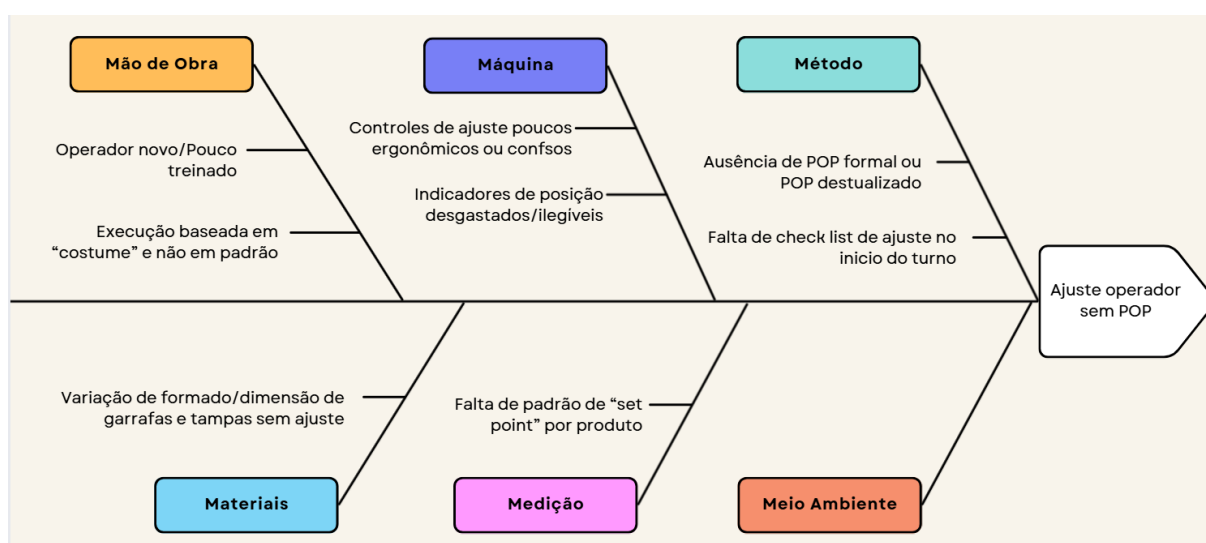 Mão de Obra
Máquina
Método
Operador novo/Pouco
treinado
Execução baseada em
“costume” e não em padrão
Controles de ajuste poucos
ergonômicos ou confsos
Indicadores de posição
desgastados/ilegíveis
Ausência de POP formal ou
POP destualizado
Falta de check list de ajuste no
inicio do turno
Ajuste operador
sem POP
Variação de formado/dimensão de
garrafas e tampas sem ajuste
Falta de padrão de “set
point” por produto
Materiais
Medição
Meio Ambiente